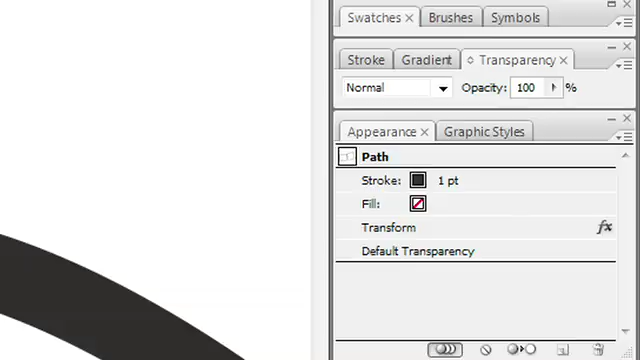 Swatches × Brushes Symbols
Stroke Gradient Transparency ×
Normal Opacity: 100 %
Appearance × Graphic Styles
Path
Stroke: 1 pt
Fill:
Transform fx
Default Transparency